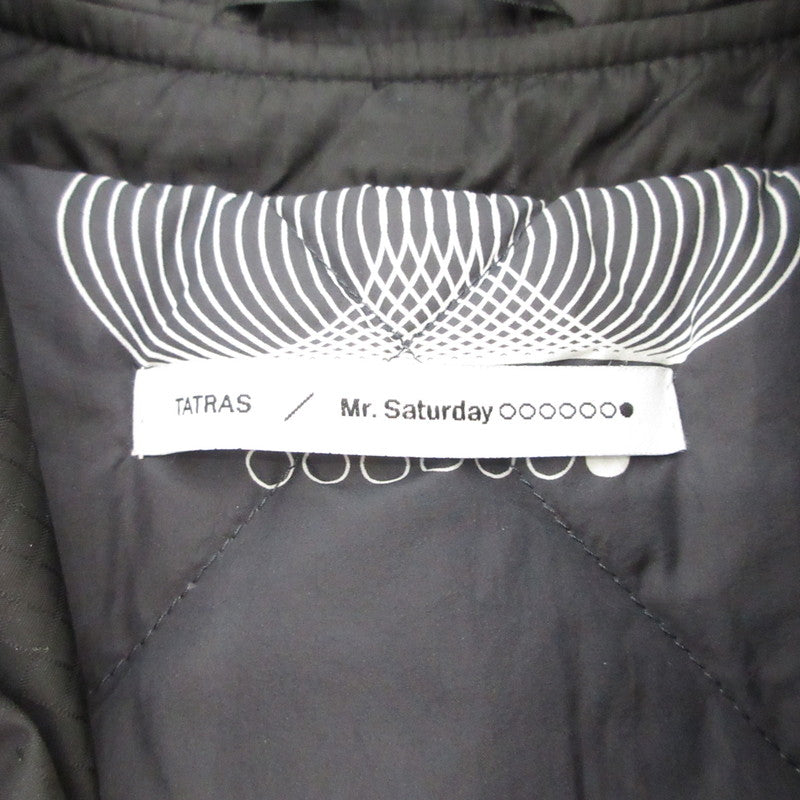 TATRAS / Mr. Saturday ○○○○○○●